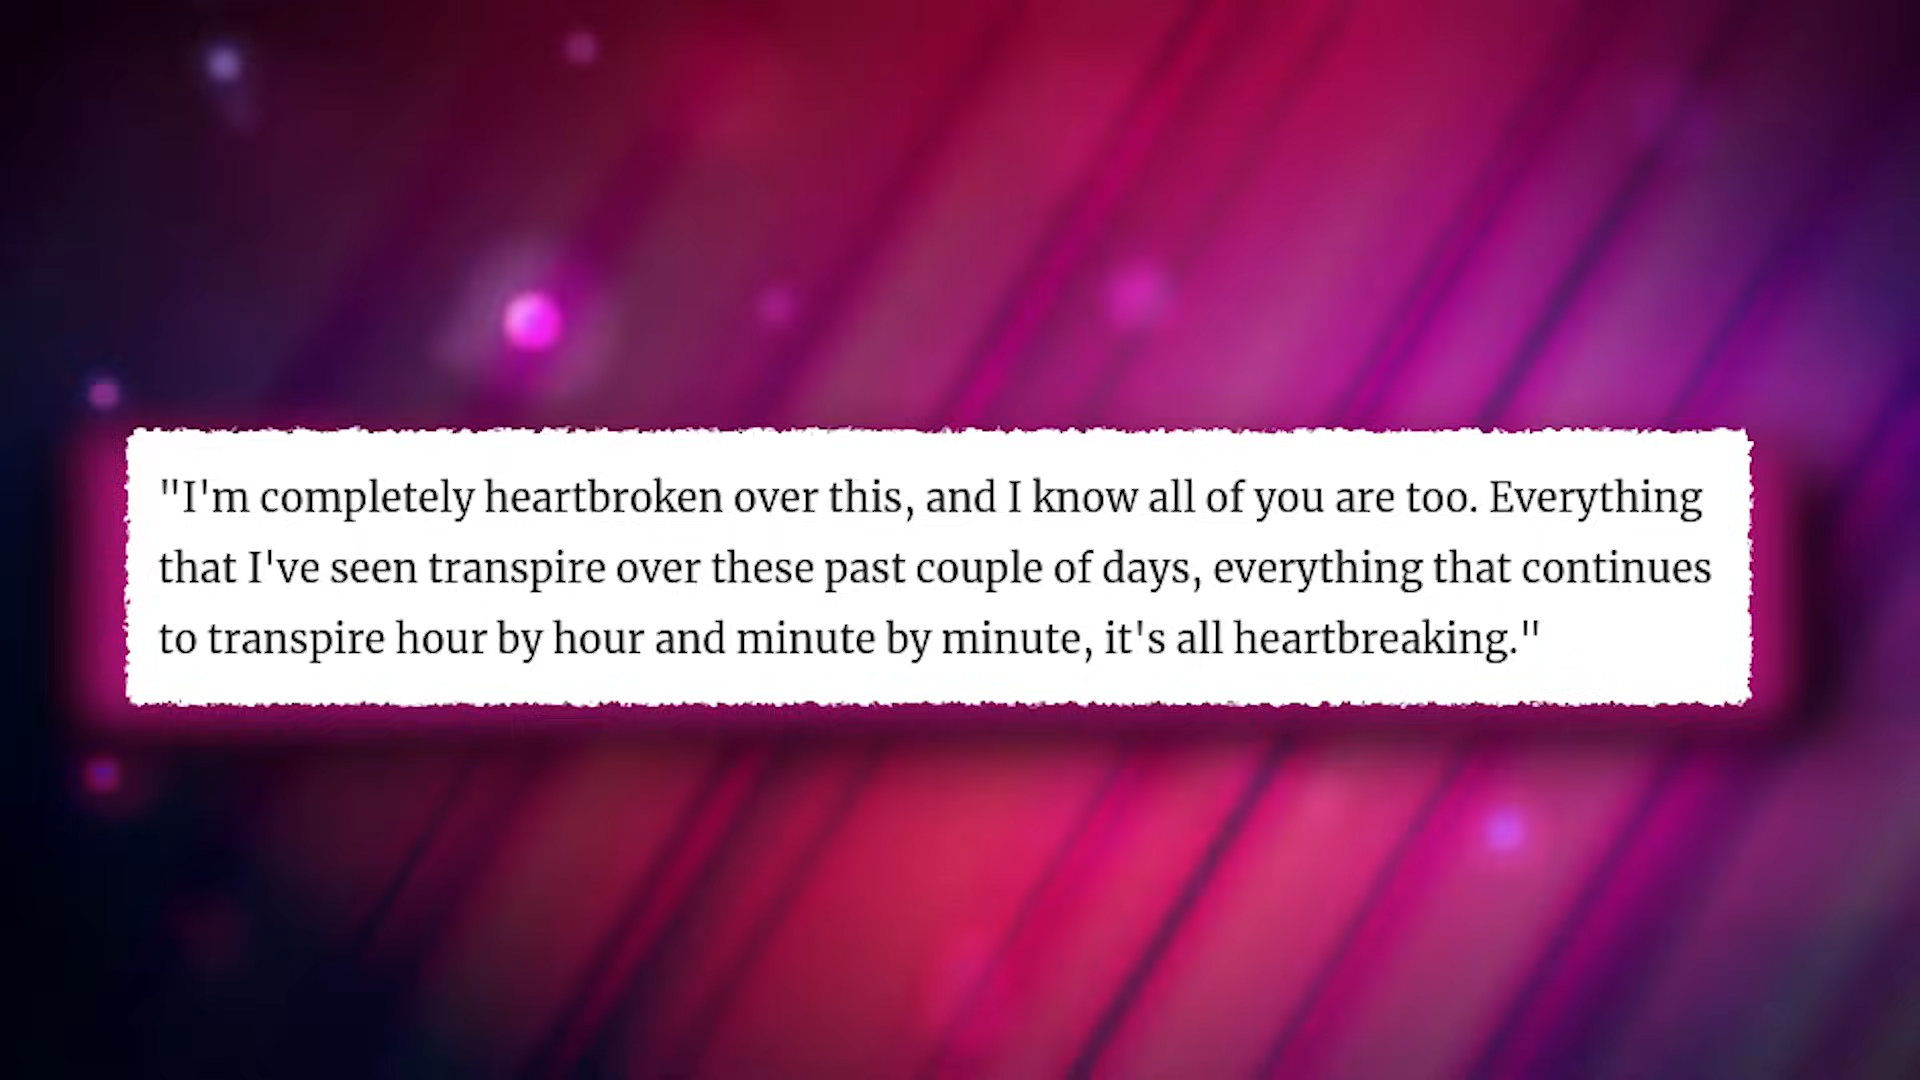 "I'm completely heartbroken over this, and I know all of you are too. Everything
that I've seen transpire over these past couple of days, everything that continues
to transpire hour by hour and minute by minute, it's all heartbreaking."